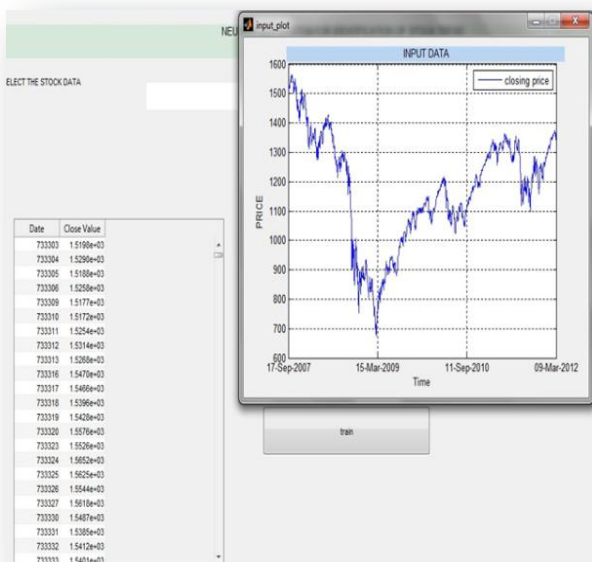 NEU
ELECT THE STOCK DATA
Date Close Value
733303 1.5198e+03
733304 1.5290e+03
733305 1.5188e+03
733306 1.5258e+03
733309 1.5177e+03
733310 1.5172e+03
733311 1.5254e+03
733312 1.5314e+03
733313 1.5268e+03
733316 1.5470e+03
733317 1.5466e+03
733318 1.5396e+03
733319 1.5428e+03
733320 1.5576e+03
733323 1.5526e+03
733324 1.5652e+03
733325 1.5625e+03
733326 1.5544e+03
733327 1.5618e+03
733330 1.5487e+03
733331 1.5385e+03
733332 1.5412e+03
733333 1.5401e+03
input_plot
INPUT DATA
closing price
1600
1500
1400
1300
1200
1100
1000
900
800
700
600
PRICE
17-Sep-2007 15-Mar-2009 11-Sep-2010 09-Mar-2012
Time
train